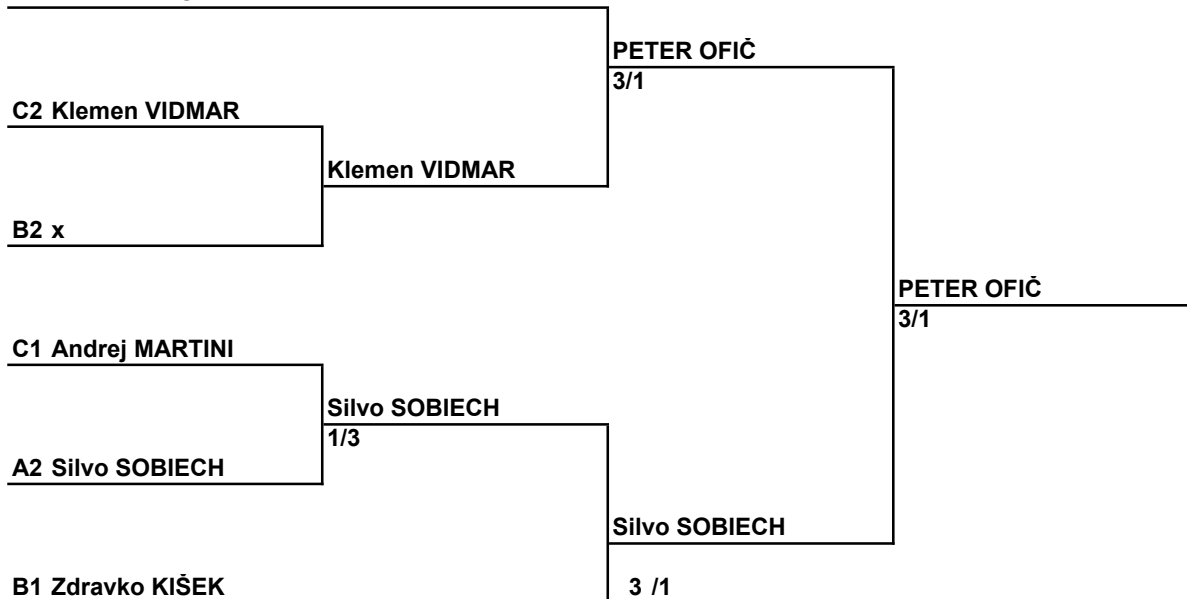 PETER OFIČ
3/1
C2 Klemen VIDMAR
Klemen VIDMAR
B2 x
PETER OFIČ
3/1
C1 Andrej MARTINI
Silvo SOBIECH
1/3
A2 Silvo SOBIECH
Silvo SOBIECH
B1 Zdravko KIŠEK
3 /1